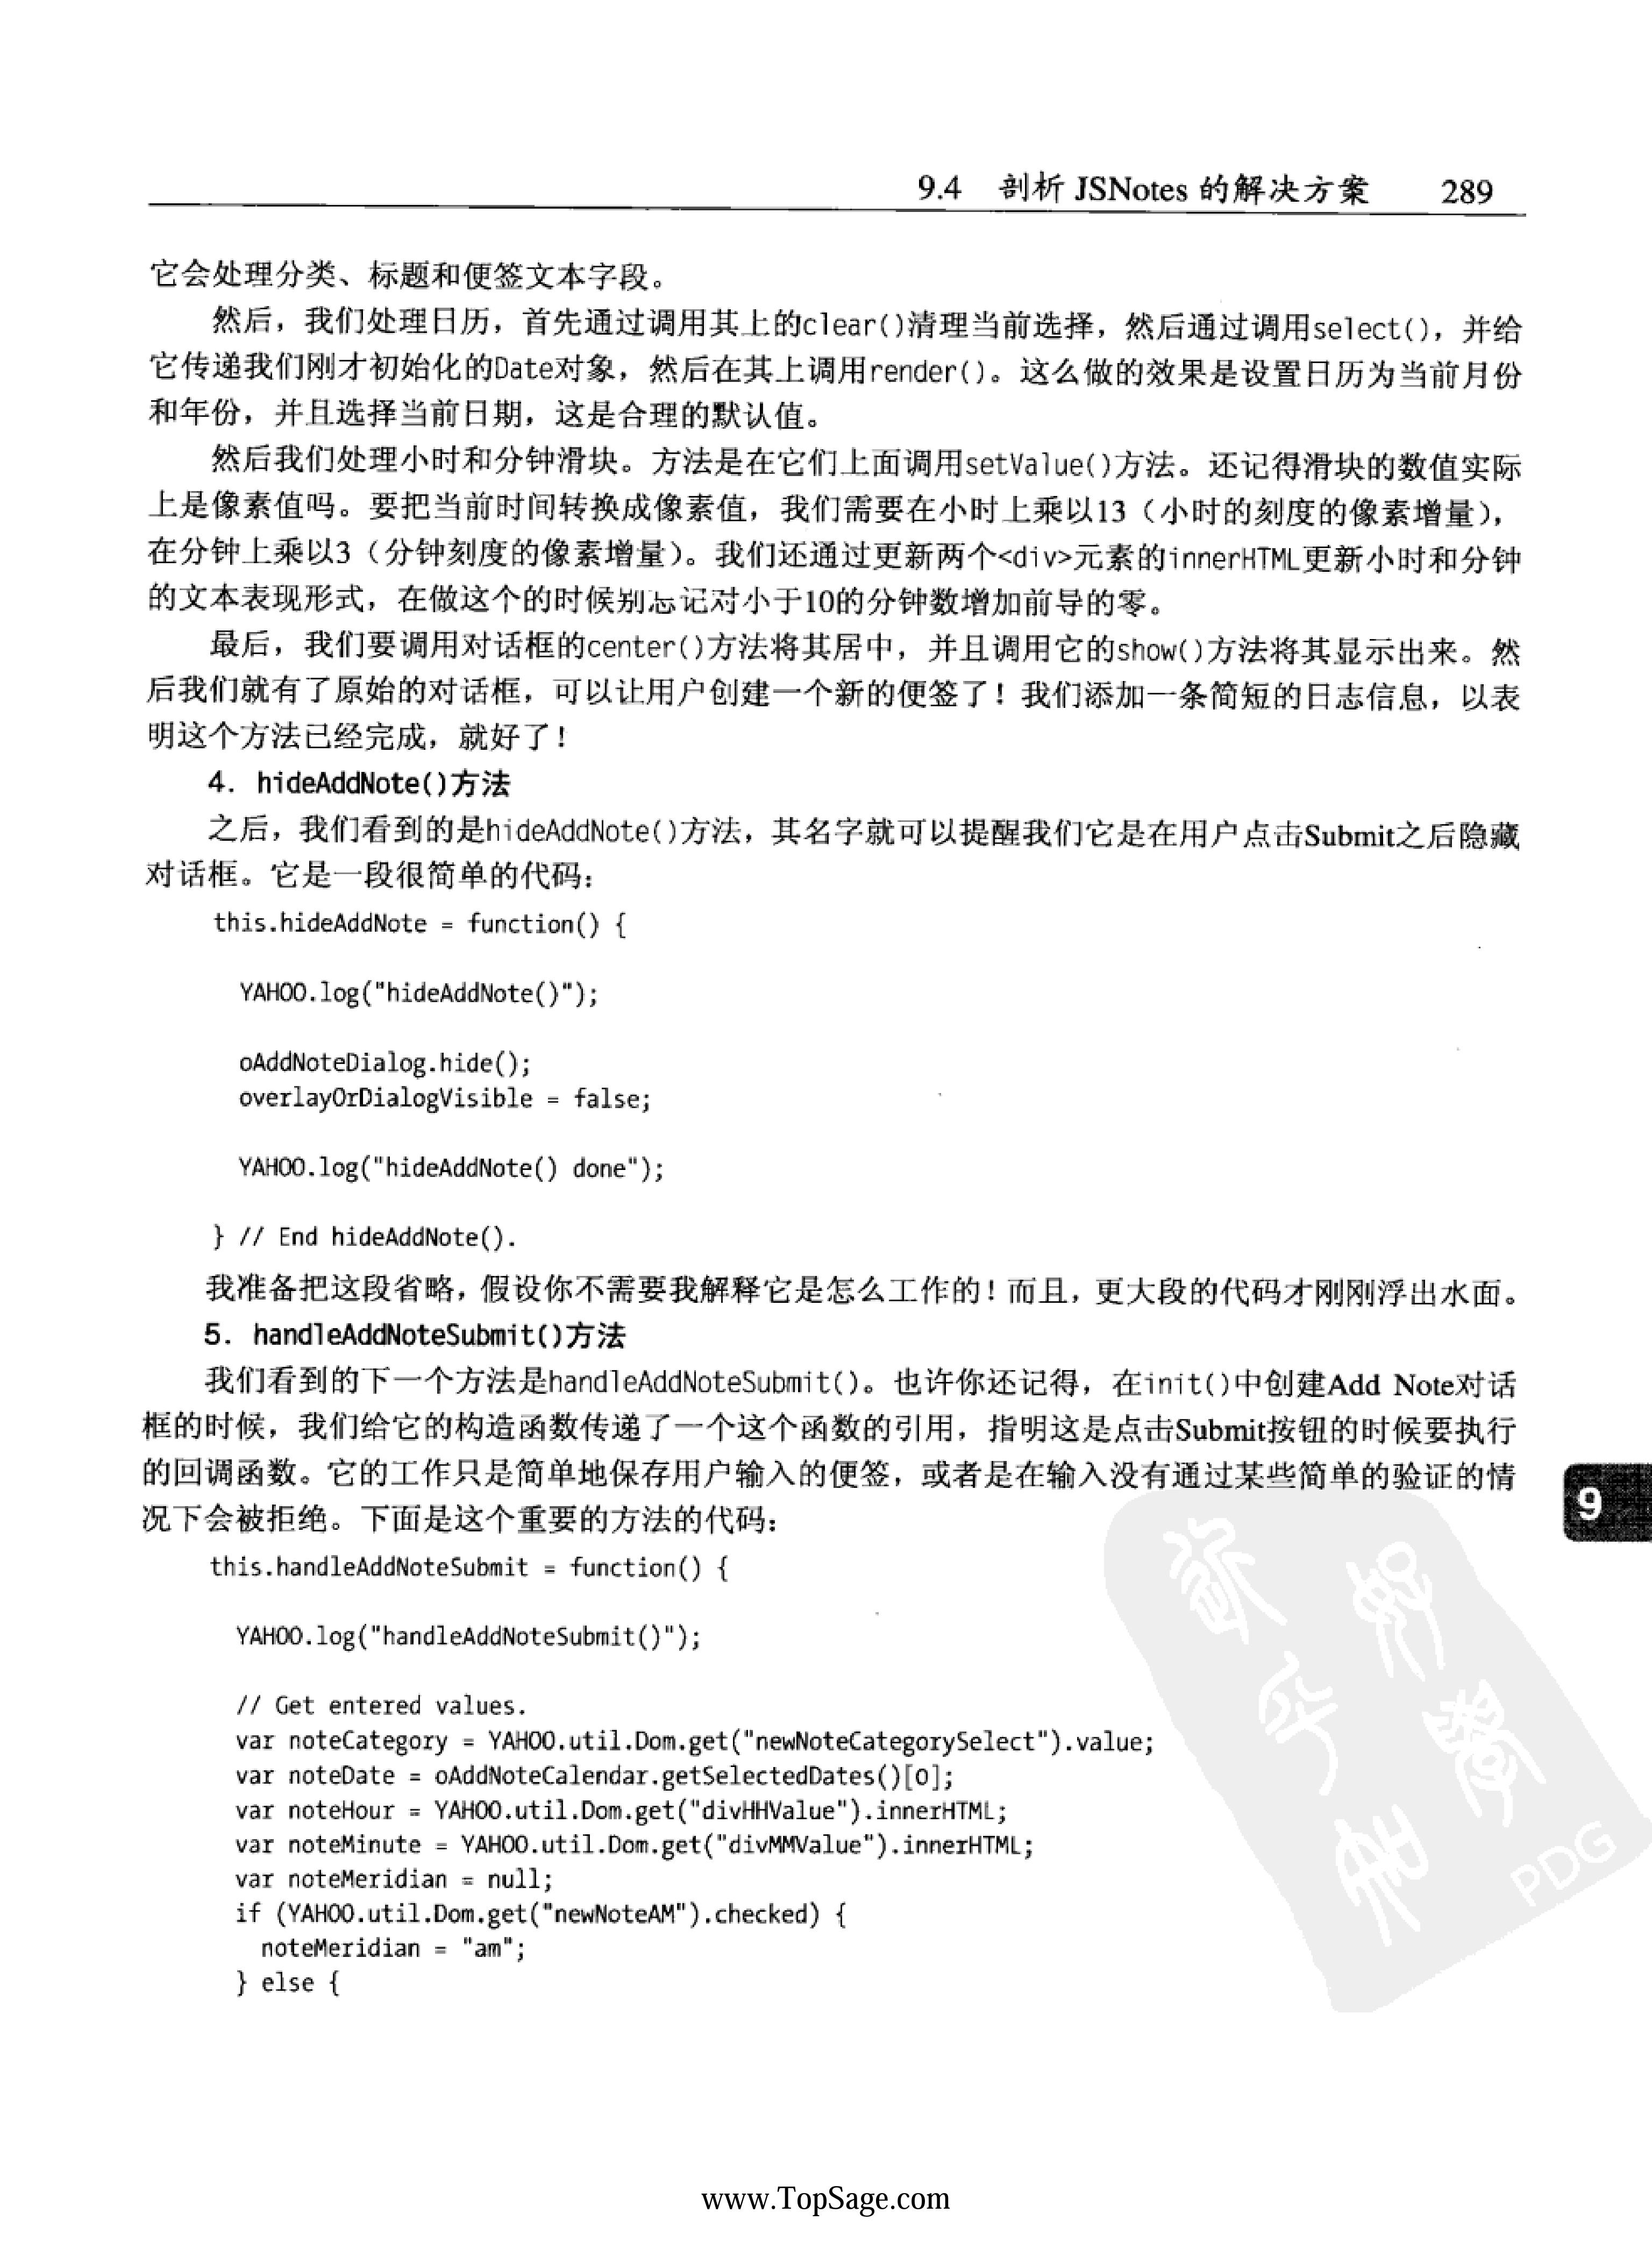 9.4 剖析 JSNotes 的解决方案 289
它会处理分类、标题和便签文本字段。
然后，我们处理日历，首先通过调用其上的clear()清理当前选择，然后通过调用select()，并给
它传递我们刚才初始化的Date对象，然后在其上调用render()。这么做的效果是设置日历为当前月份
和年份，并且选择当前日期，这是合理的默认值。
然后我们处理小时和分钟滑块。方法是在它们上面调用setValue()方法。还记得滑块的数值实际
上是像素值吗。要把当前时间转换成像素值，我们需要在小时上乘以13（小时的刻度的像素增量），
在分钟上乘以3（分钟刻度的像素增量）。我们还通过更新两个<div>元素的innerHTML更新小时和分钟
的文本表现形式，在做这个的时候别忘记对小于10的分钟数增加前导的零。
最后，我们要调用对话框的center()方法将其居中，并且调用它的show()方法将其显示出来。然
后我们就有了原始的对话框，可以让用户创建一个新的便签了！我们添加一条简短的日志信息，以表
明这个方法已经完成，就好了！
4. hideAddNote()方法
之后，我们看到的是hideAddNote()方法，其名字就可以提醒我们它是在用户点击Submit之后隐藏
对话框。它是一段很简单的代码：
this.hideAddNote = function() {
YAHOO.log("hideAddNote()");
oAddNoteDialog.hide();
overlayOrDialogVisible = false;
YAHOO.log("hideAddNote() done");
} // End hideAddNote().
我准备把这段省略，假设你不需要我解释它是怎么工作的！而且，更大段的代码才刚刚浮出水面。
5. handleAddNoteSubmit()方法
我们看到的下一个方法是handleAddNoteSubmit()。也许你还记得，在init()中创建Add Note对话
框的时候，我们给它的构造函数传递了一个这个函数的引用，指明这是点击Submit按钮的时候要执行
的回调函数。它的工作只是简单地保存用户输入的便签，或者是在输入没有通过某些简单的验证的情
况下会被拒绝。下面是这个重要的方法的代码：
9
this.handleAddNoteSubmit = function() {
YAHOO.log("handleAddNoteSubmit()");
// Get entered values.
var noteCategory = YAHOO.util.Dom.get("newNoteCategorySelect").value;
var noteDate = oAddNoteCalendar.getSelectedDates()[0];
var noteHour = YAHOO.util.Dom.get("divHHValue").innerHTML;
var noteMinute = YAHOO.util.Dom.get("divMMValue").innerHTML;
var noteMeridian = null;
if (YAHOO.util.Dom.get("newNoteAM").checked) {
noteMeridian = "am";
} else {
PDG
www.TopSage.com